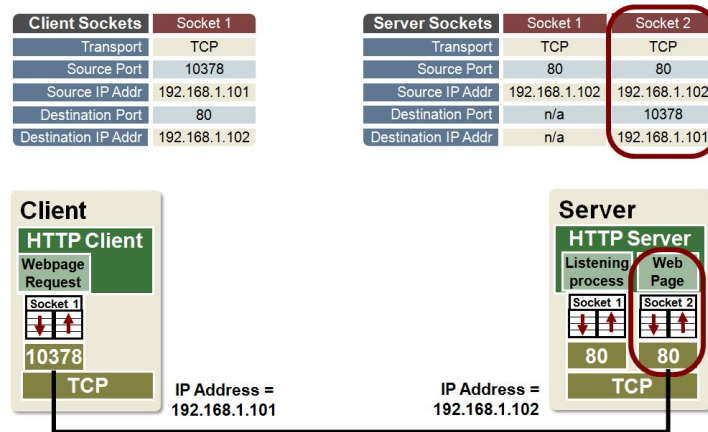 Client Sockets Socket 1
Transport TCP
Source Port 10378
Source IP Addr 192.168.1.101
Destination Port 80
Destination IP Addr 192.168.1.102
Server Sockets Socket 1 Socket 2
Transport TCP TCP
Source Port 80 80
Source IP Addr 192.168.1.102 192.168.1.102
Destination Port n/a 10378
Destination IP Addr n/a 192.168.1.101
Client
HTTP Client
Webpage
Request
Socket 1
10378
TCP
IP Address =
192.168.1.101
Server
HTTP Server
Listening
process
Web
Page
Socket 1
Socket 2
80
80
TCP
IP Address =
192.168.1.102